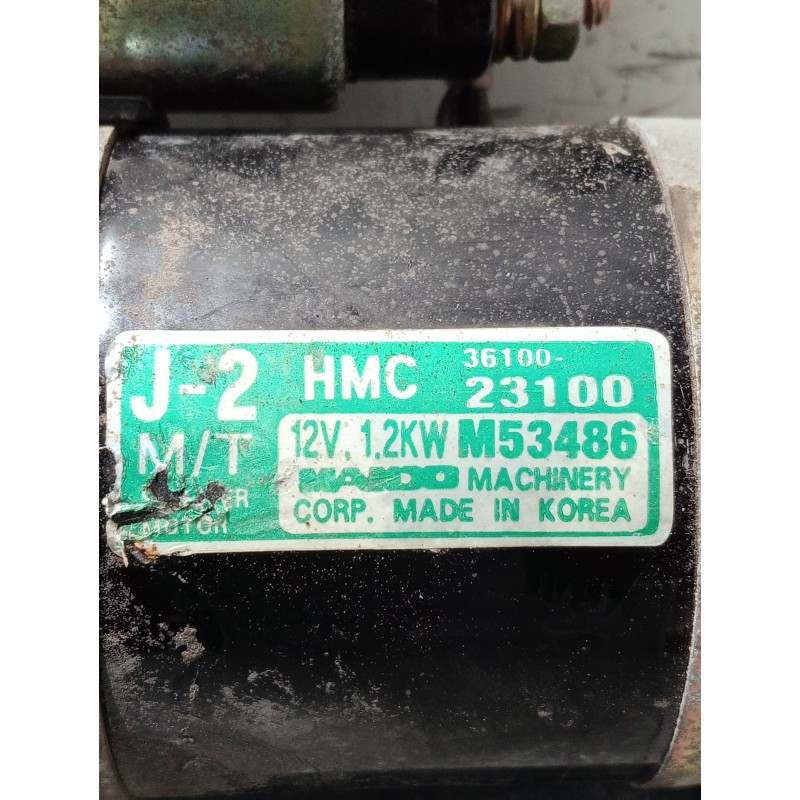 J-2 HMC 36100-
23100
M/T 12V. 1.2KW M53486
MANDO MACHINERY
MOTOR CORP. MADE IN KOREA